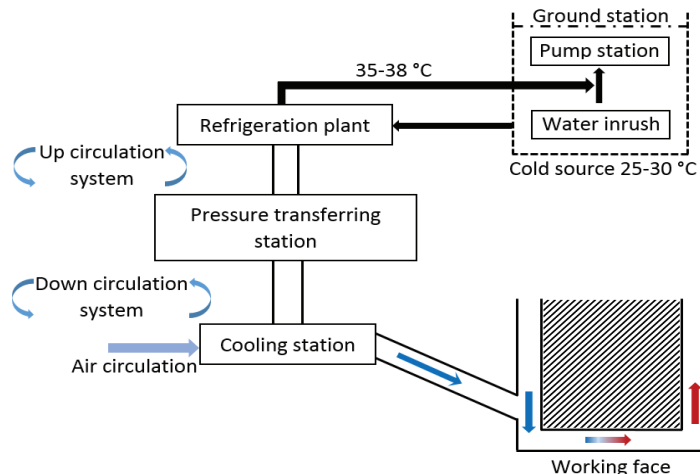 Ground station
Pump station
35-38 °C
Refrigeration plant
Water inrush
Cold source 25-30 °C
Up circulation
system
Pressure transferring
station
Down circulation
system
Cooling station
Air circulation
Working face